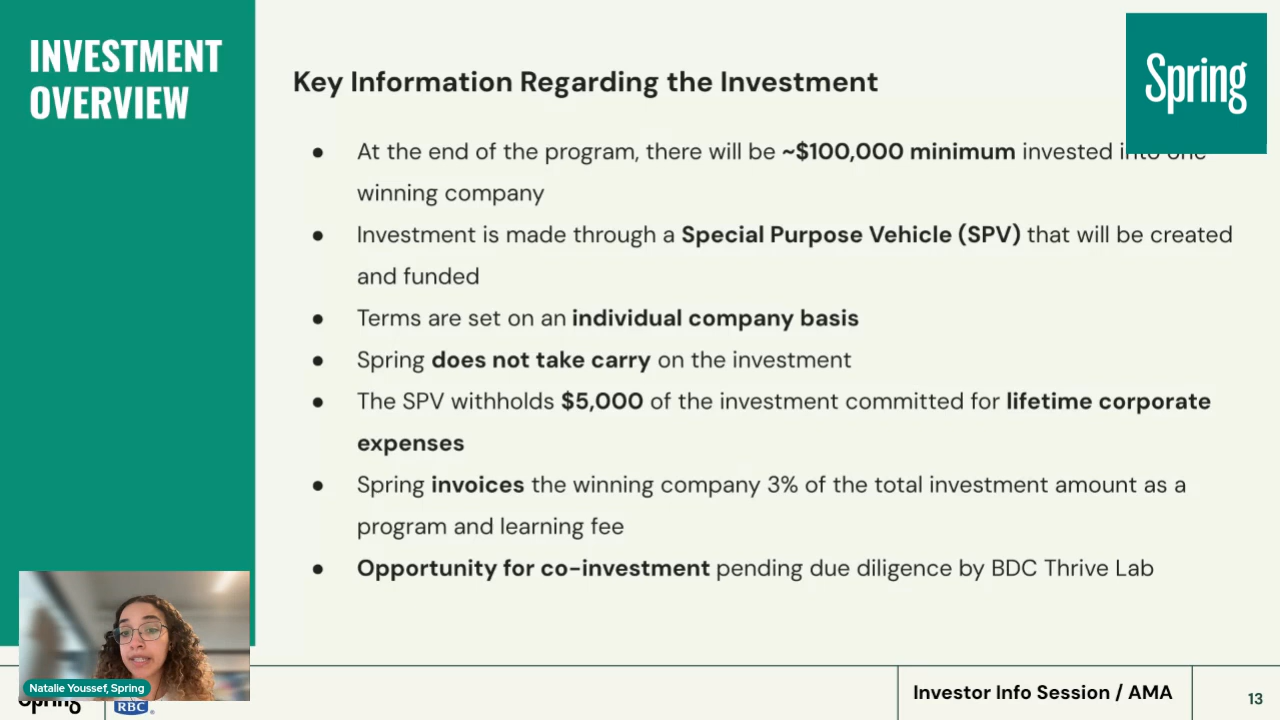 INVESTMENT
OVERVIEW
Spring
Key Information Regarding the Investment
● At the end of the program, there will be ~$100,000 minimum invested into one
winning company
● Investment is made through a Special Purpose Vehicle (SPV) that will be created
and funded
● Terms are set on an individual company basis
● Spring does not take carry on the investment
● The SPV withholds $5,000 of the investment committed for lifetime corporate
expenses
● Spring invoices the winning company 3% of the total investment amount as a
program and learning fee
● Opportunity for co-investment pending due diligence by BDC Thrive Lab
Natalie Youssef, Spring
Spring
RBC®
Investor Info Session / AMA
13